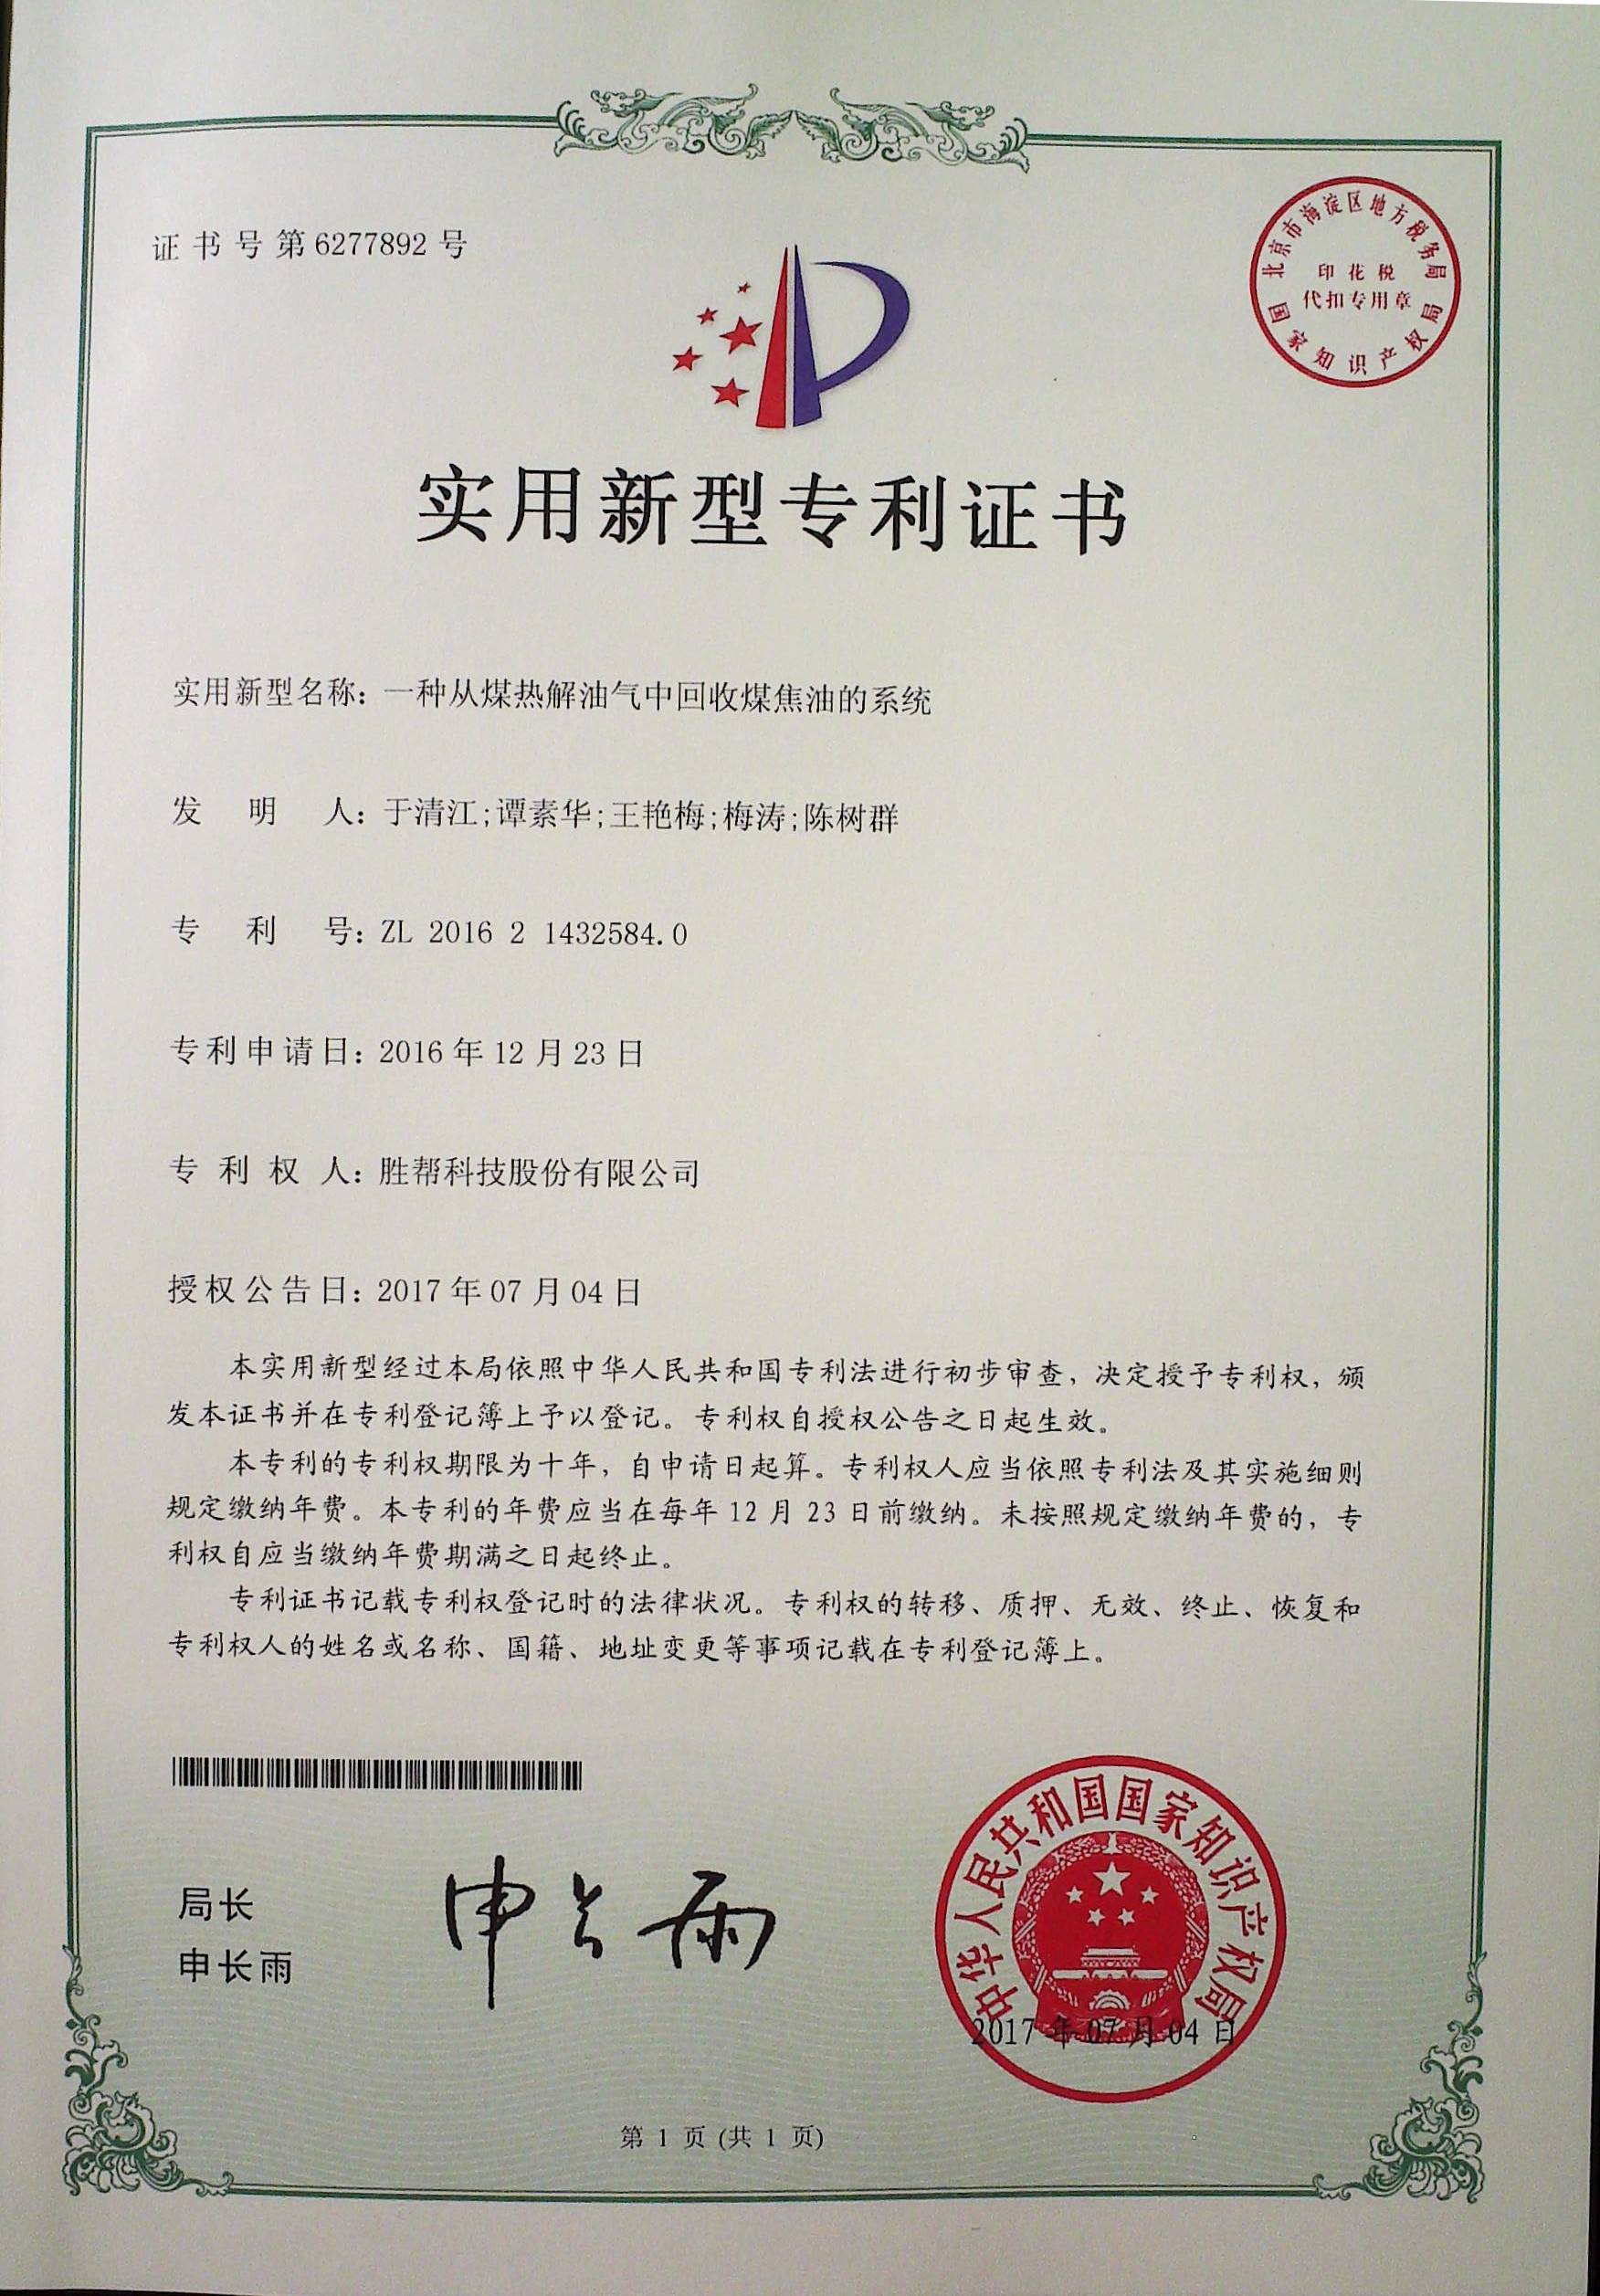 证书号第6277892号
北京市海淀区地方税务局
印花税
代扣专用章
国家知识产权局
实用新型专利证书
实用新型名称：一种从煤热解油气中回收煤焦油的系统
发明人：于清江;谭素华;王艳梅;梅涛;陈树群
专利号：ZL 2016 2 1432584.0
专利申请日：2016年12月23日
专利权人：胜帮科技股份有限公司
授权公告日：2017年07月04日
本实用新型经过本局依照中华人民共和国专利法进行初步审查，决定授予专利权，颁
发本证书并在专利登记簿上予以登记。专利权自授权公告之日起生效。
本专利的专利权期限为十年，自申请日起算。专利权人应当依照专利法及其实施细则
规定缴纳年费。本专利的年费应当在每年12月23日前缴纳。未按照规定缴纳年费的，专
利权自应当缴纳年费期满之日起终止。
专利证书记载专利权登记时的法律状况。专利权的转移、质押、无效、终止、恢复和
专利权人的姓名或名称、国籍、地址变更等事项记载在专利登记簿上。
局长
申长雨
申长雨
中华人民共和国国家知识产权局
2017年07月04日
第 1 页 (共 1 页)